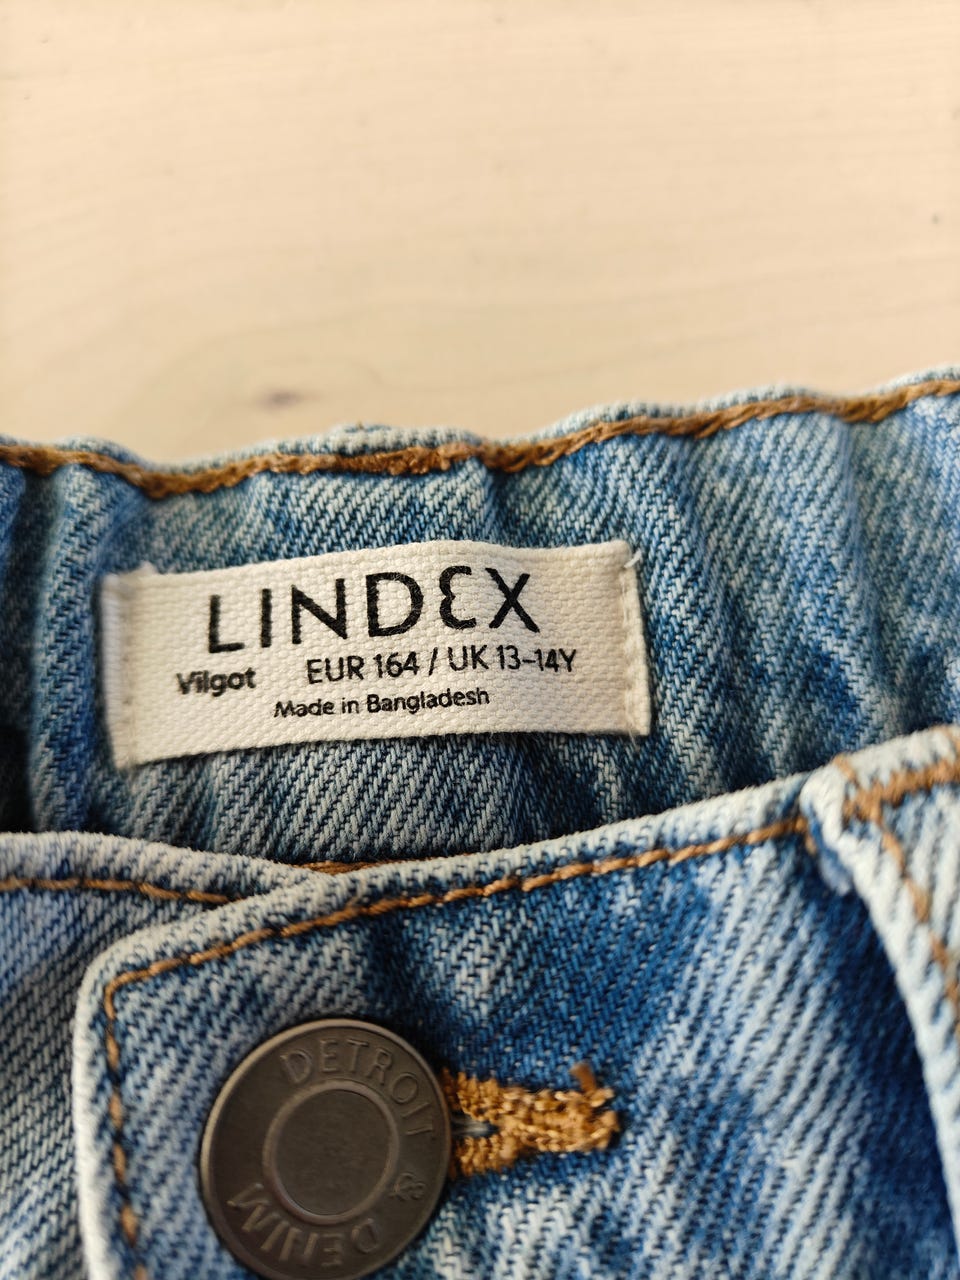 LINDEX
Vilgot EUR 164 / UK 13-14Y
Made in Bangladesh
DETROIT & DENIM